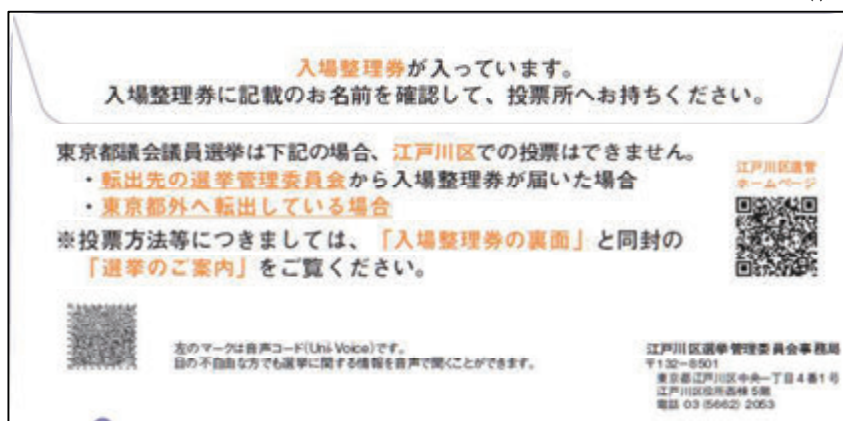 入場整理券が入っています。
入場整理券に記載のお名前を確認して、投票所へお持ちください。
東京都議会議員選挙は下記の場合、江戸川区での投票はできません。
・転出先の選挙管理委員会から入場整理券が届いた場合
・東京都外へ転出している場合
※投票方法等につきましては、「入場整理券の裏面」と同封の
「選挙のご案内」をご覧ください。
江戸川区選管
ホームページ
左のマークは音声コード(Uni-Voice)です。
目の不自由な方でも選挙に関する情報を音声で聞くことができます。
江戸川区選挙管理委員会事務局
〒132-8501
東京都江戸川区中央一丁目4番1号
江戸川区役所西棟5階
電話 03 (5662) 2053